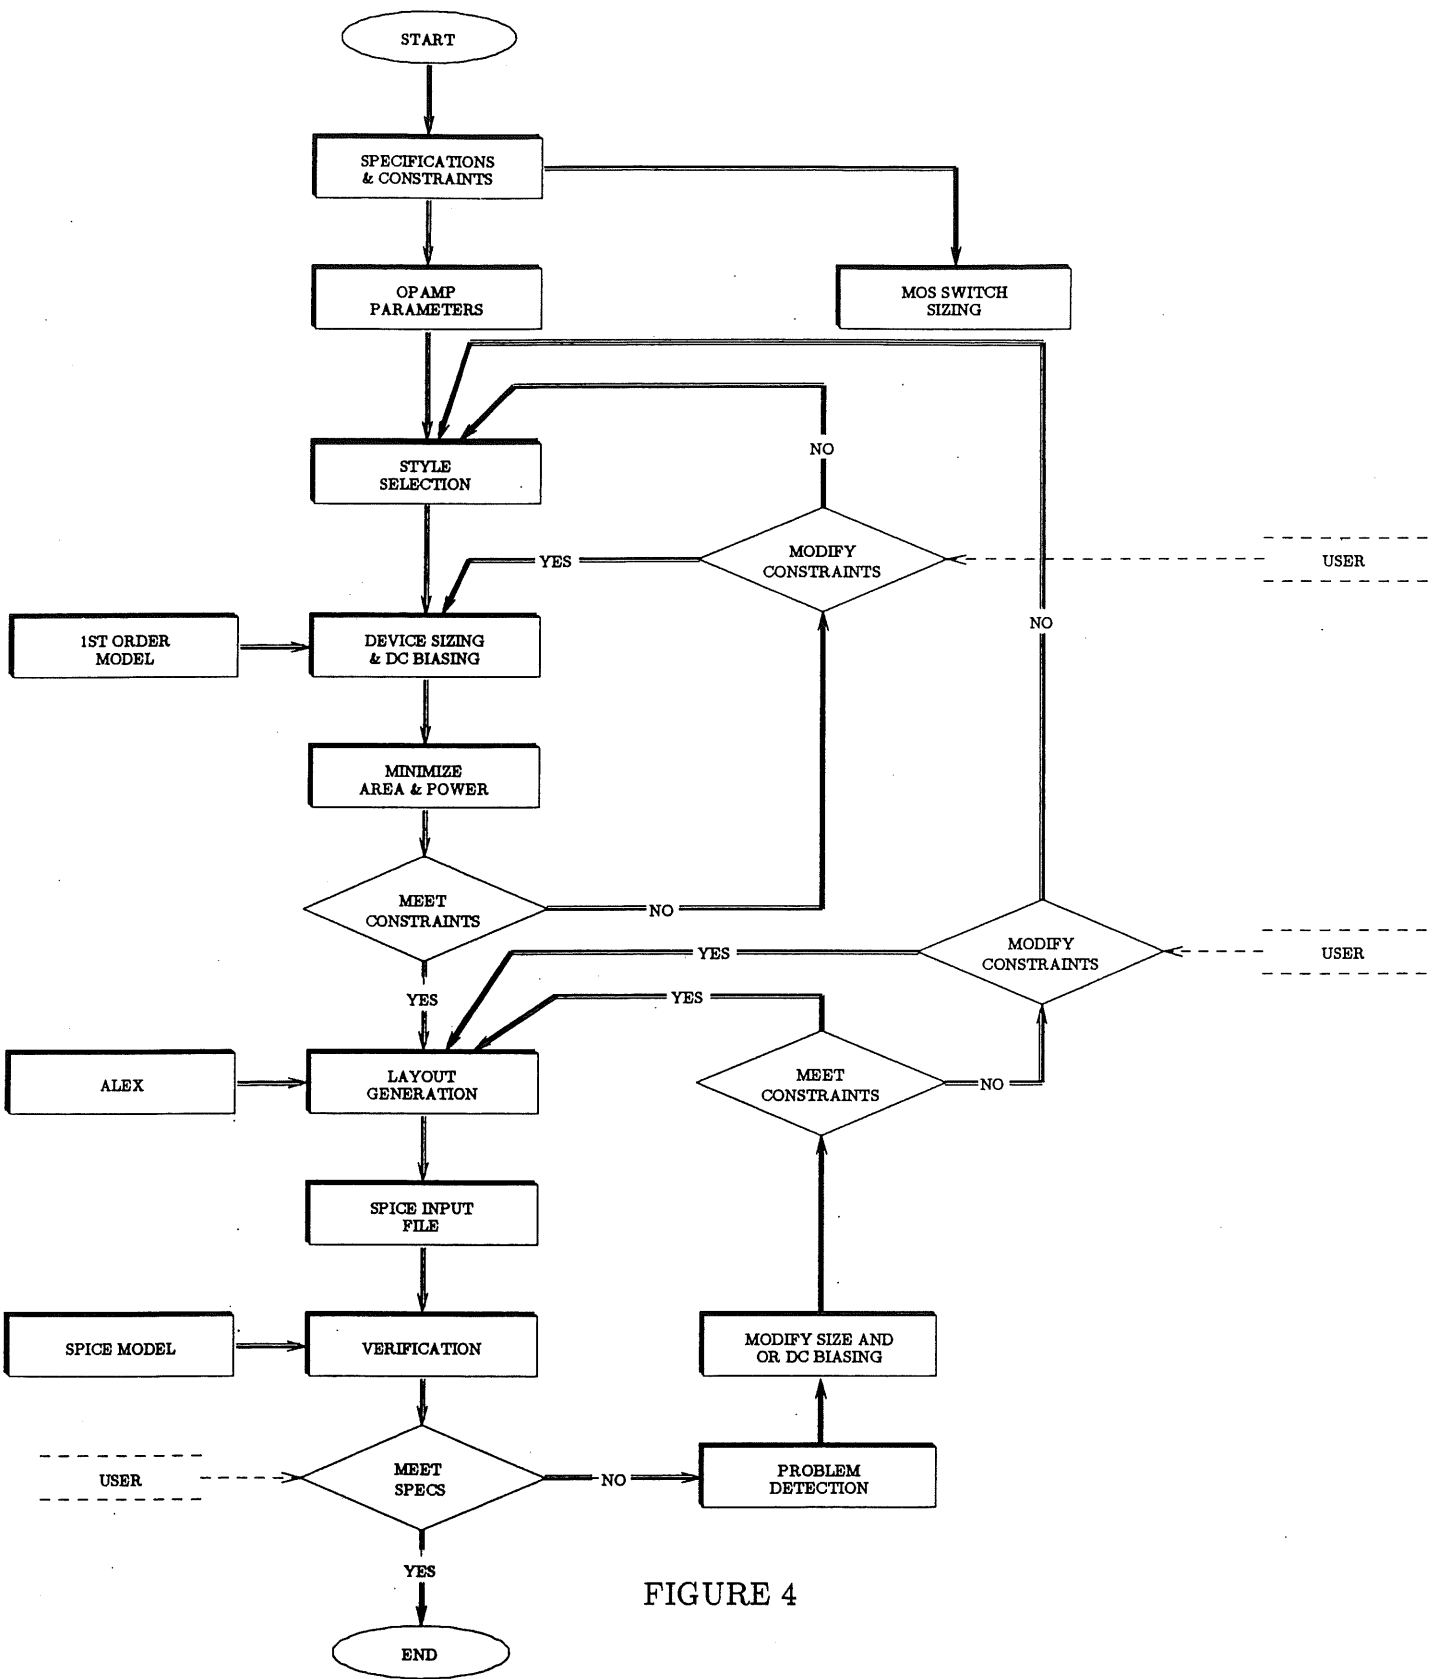 START
SPECIFICATIONS
& CONSTRAINTS
OPAMP
PARAMETERS
MOS SWITCH
SIZING
STYLE
SELECTION
NO
MODIFY
CONSTRAINTS
USER
YES
1ST ORDER
MODEL
DEVICE SIZING
& DC BIASING
NO
MINIMIZE
AREA & POWER
MEET
CONSTRAINTS
NO
MODIFY
CONSTRAINTS
USER
YES
YES
YES
ALEX
LAYOUT
GENERATION
MEET
CONSTRAINTS
NO
SPICE INPUT
FILE
SPICE MODEL
VERIFICATION
MODIFY SIZE AND
OR DC BIASING
USER
MEET
SPECS
NO
PROBLEM
DETECTION
YES
FIGURE 4
END